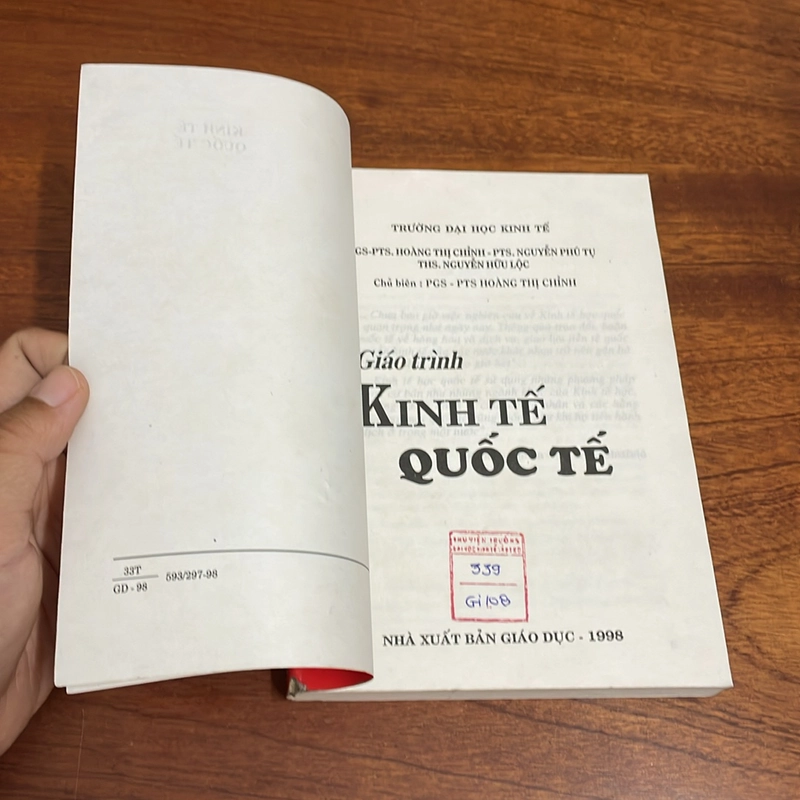 33T
GD - 98
593/297-98
TRƯỜNG ĐẠI HỌC KINH TẾ
GS-PTS. HOÀNG THỊ CHỈNH - PTS. NGUYỄN PHÚ TỤ
THS. NGUYỄN HỮU LỘC
Chủ biên : PGS - PTS HOÀNG THỊ CHỈNH
Giáo trình
KINH TẾ
QUỐC TẾ
339
Gi108
NHÀ XUẤT BẢN GIÁO DỤC - 1998